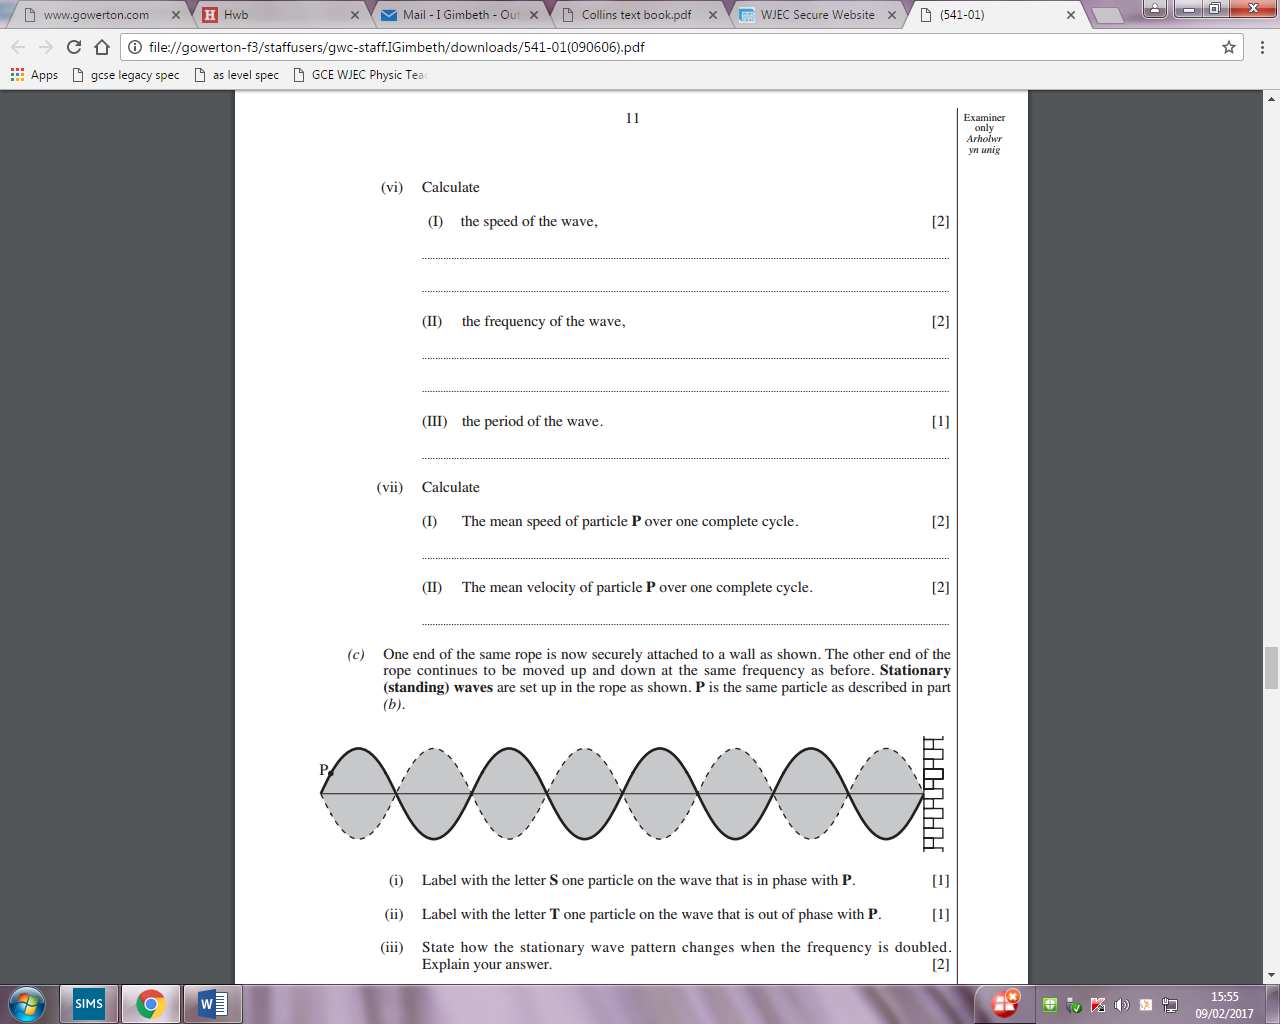 www.gowerton.com
Hwb
Mail - I Gimbeth - Out
Collins text book.pdf
WJEC Secure Website
(541-01)
file://gowerton-f3/staffusers/gwc-staff.IGimbeth/downloads/541-01(090606).pdf
Apps
gcse legacy spec
as level spec
GCE WJEC Physic Teac
11
Examiner
only
Arholwr
yn unig
(vi) Calculate
(I) the speed of the wave, [2]
(II) the frequency of the wave, [2]
(III) the period of the wave. [1]
(vii) Calculate
(I) The mean speed of particle P over one complete cycle. [2]
(II) The mean velocity of particle P over one complete cycle. [2]
(c) One end of the same rope is now securely attached to a wall as shown. The other end of the
rope continues to be moved up and down at the same frequency as before. Stationary
(standing) waves are set up in the rope as shown. P is the same particle as described in part
(b).
P
(i) Label with the letter S one particle on the wave that is in phase with P. [1]
(ii) Label with the letter T one particle on the wave that is out of phase with P. [1]
(iii) State how the stationary wave pattern changes when the frequency is doubled.
Explain your answer. [2]
SIMS
15:55
09/02/2017